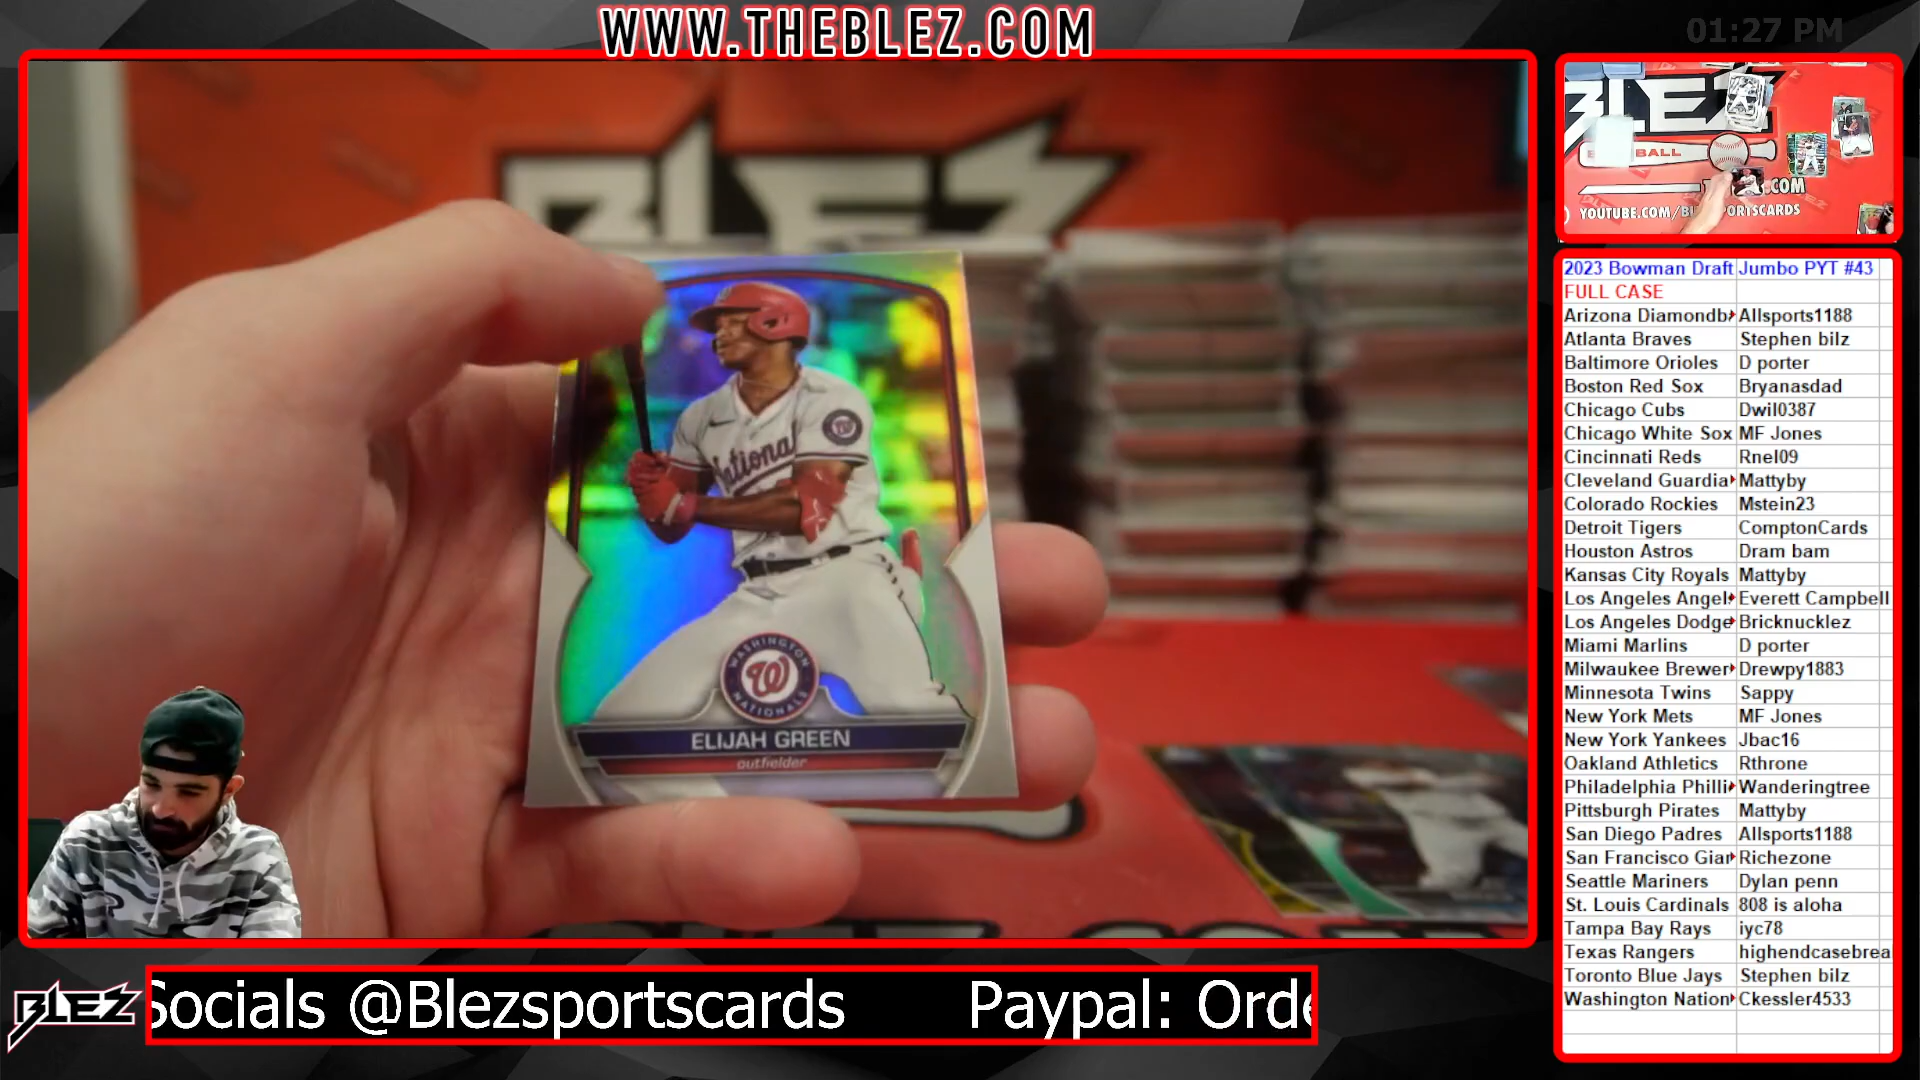 WWW.THEBLEZ.COM
01:27 PM
BLEZ
BLEZ
BALL
.COM
YOUTUBE.COM/BL
PORTSCARDS
National
WASHINGTON
W
NATIONALS
ELIJAH GREEN
outfielder
2023 Bowman Draft Jumbo PYT #43
FULL CASE
Arizona Diamondb Allsports1188
Atlanta Braves Stephen bilz
Baltimore Orioles D porter
Boston Red Sox Bryanasdad
Chicago Cubs Dwil0387
Chicago White Sox MF Jones
Cincinnati Reds Rnel09
Cleveland Guardia Mattyby
Colorado Rockies Mstein23
Detroit Tigers ComptonCards
Houston Astros Dram bam
Kansas City Royals Mattyby
Los Angeles Angel Everett Campbell
Los Angeles Dodge Bricknucklez
Miami Marlins D porter
Milwaukee Brewer Drewpy1883
Minnesota Twins Sappy
New York Mets MF Jones
New York Yankees Jbac16
Oakland Athletics Rthrone
Philadelphia Philli Wanderingtree
Pittsburgh Pirates Mattyby
San Diego Padres Allsports1188
San Francisco Gian Richezone
Seattle Mariners Dylan penn
St. Louis Cardinals 808 is aloha
Tampa Bay Rays iyc78
Texas Rangers highendcasebrea
Toronto Blue Jays Stephen bilz
Washington Nation Ckessler4533
BLEZ
Socials @Blezsportscards Paypal: Orde